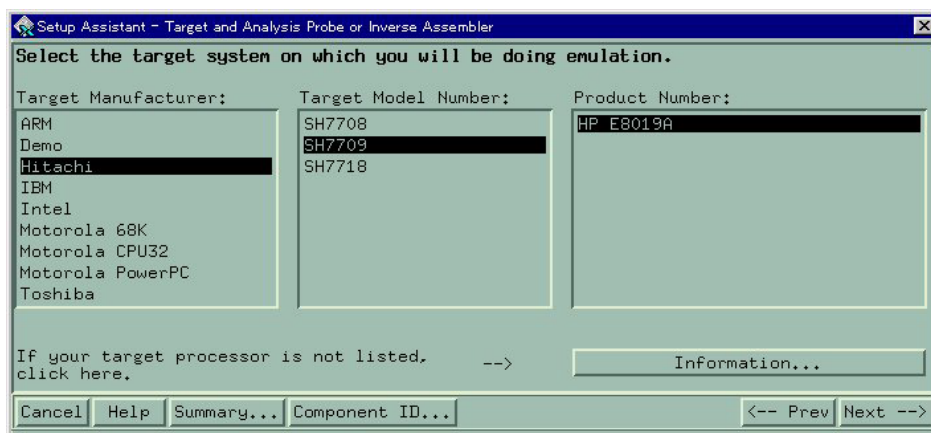 Setup Assistant - Target and Analysis Probe or Inverse Assembler
Select the target system on which you will be doing emulation.
Target Manufacturer:
ARM
Demo
Hitachi
IBM
Intel
Motorola 68K
Motorola CPU32
Motorola PowerPC
Toshiba
Target Model Number:
SH7708
SH7709
SH7718
Product Number:
HP E8019A
If your target processor is not listed,
click here.
-->
Information...
Cancel
Help
Summary...
Component ID...
<-- Prev
Next -->